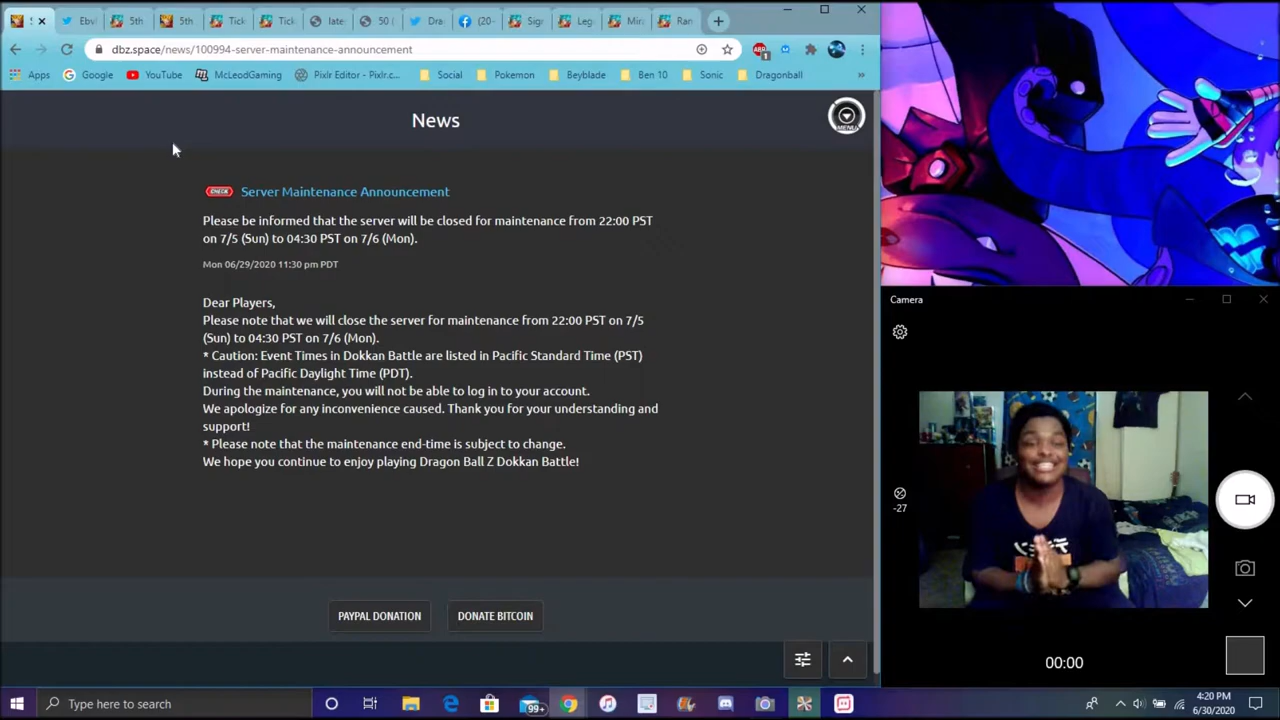 5th
5th
dbz.space/news/100994-server-maintenance-announcement
Apps
Google
YouTube
McLeodGaming
Pixlr Editor - Pixlr.c...
Social
Pokemon
Beyblade
Ben 10
Sonic
Dragonball
News
MENU
CHECK Server Maintenance Announcement
Please be informed that the server will be closed for maintenance from 22:00 PST
on 7/5 (Sun) to 04:30 PST on 7/6 (Mon).
Mon 06/29/2020 11:30 pm PDT
Dear Players,
Please note that we will close the server for maintenance from 22:00 PST on 7/5
(Sun) to 04:30 PST on 7/6 (Mon).
* Caution: Event Times in Dokkan Battle are listed in Pacific Standard Time (PST)
instead of Pacific Daylight Time (PDT).
During the maintenance, you will not be able to log in to your account.
We apologize for any inconvenience caused. Thank you for your understanding and
support!
* Please note that the maintenance end-time is subject to change.
We hope you continue to enjoy playing Dragon Ball Z Dokkan Battle!
PAYPAL DONATION
DONATE BITCOIN
Camera
-27
00:00
Type here to search
99+
4:20 PM
6/30/2020